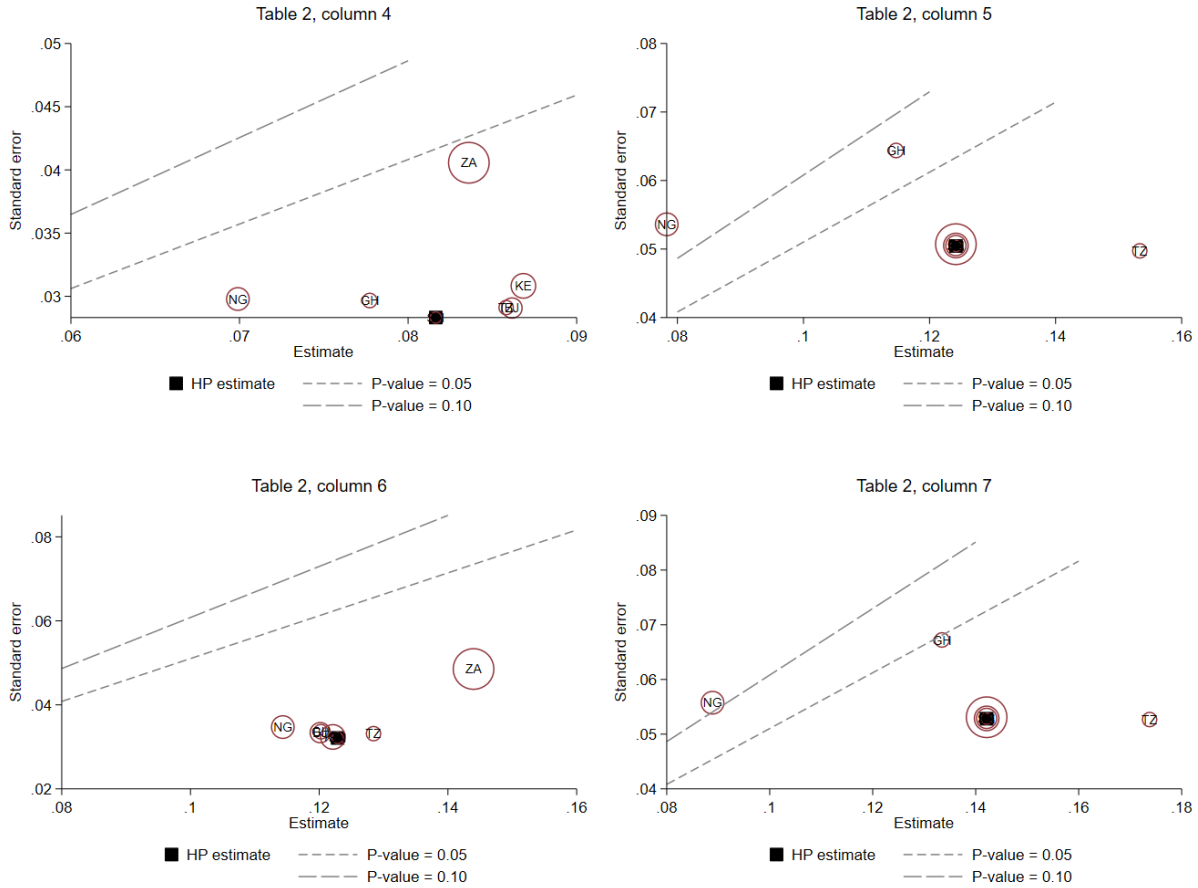 Table 2, column 4
.05
.045
.04
.035
.03
Standard error
ZA
NG
GH
KE
TZ
.06
.07
.08
.09
Estimate
HP estimate
P-value = 0.05
P-value = 0.10
Table 2, column 5
.08
.07
.06
.05
.04
Standard error
GH
NG
TZ
.08
.1
.12
.14
.16
Estimate
HP estimate
P-value = 0.05
P-value = 0.10
Table 2, column 6
.08
.06
.04
.02
Standard error
ZA
NG
TZ
.08
.1
.12
.14
.16
Estimate
HP estimate
P-value = 0.05
P-value = 0.10
Table 2, column 7
.09
.08
.07
.06
.05
.04
Standard error
GH
NG
TZ
.08
.1
.12
.14
.16
.18
Estimate
HP estimate
P-value = 0.05
P-value = 0.10